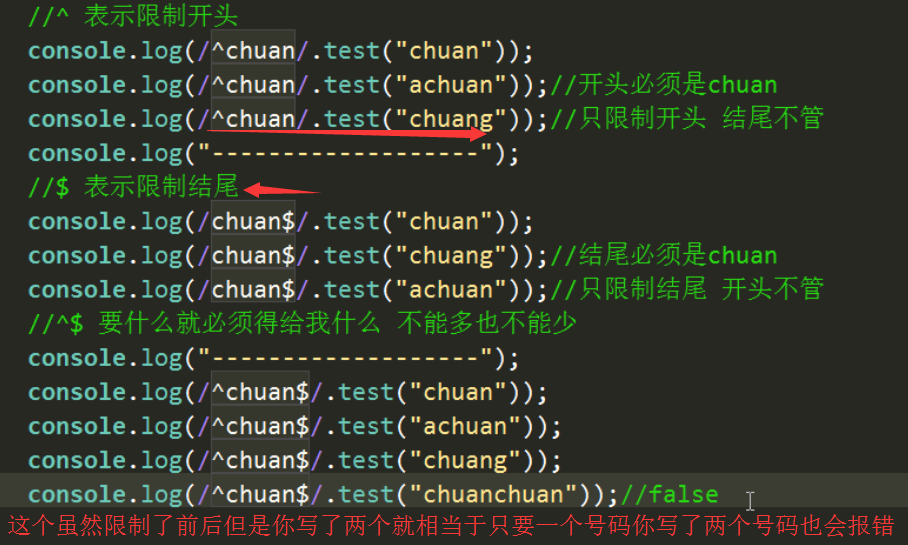 //^ 表示限制开头
console.log(/^chuan/.test("chuan"));
console.log(/^chuan/.test("achuan"));//开头必须是chuan
console.log(/^chuan/.test("chuang"));//只限制开头 结尾不管
console.log("-------------------");
//$ 表示限制结尾
console.log(/chuan$/.test("chuan"));
console.log(/chuan$/.test("chuang"));//结尾必须是chuan
console.log(/chuan$/.test("achuan"));//只限制结尾 开头不管
//^$ 要什么就必须得给我什么 不能多也不能少
console.log("-------------------");
console.log(/^chuan$/.test("chuan"));
console.log(/^chuan$/.test("achuan"));
console.log(/^chuan$/.test("chuang"));
console.log(/^chuan$/.test("chuanchuan"));//false
这个虽然限制了前后但是你写了两个就相当于只要一个号码你写了两个号码也会报错